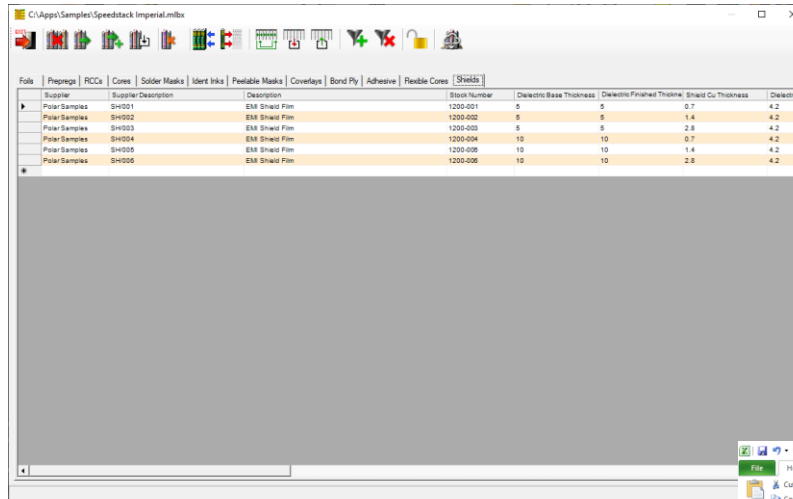 C:\Apps\Samples\Speedstack Imperial.mlbx
Foils Prepregs RCCs Cores Solder Masks Ident Inks Peelable Masks Coverlays Bond Ply Adhesive Flexible Cores Shields
Supplier Supplier Description Description Stock Number Dielectric Base Thickness Dielectric Finished Thickne Shield Cu Thickness Dielectr
Polar Samples SH/001 EMI Shield Film 1200-001 5 5 0.7 4.2
Polar Samples SH/002 EMI Shield Film 1200-002 5 5 1.4 4.2
Polar Samples SH/003 EMI Shield Film 1200-003 5 5 2.8 4.2
Polar Samples SH/004 EMI Shield Film 1200-004 10 10 0.7 4.2
Polar Samples SH/005 EMI Shield Film 1200-005 10 10 1.4 4.2
Polar Samples SH/006 EMI Shield Film 1200-006 10 10 2.8 4.2
File H
Cu